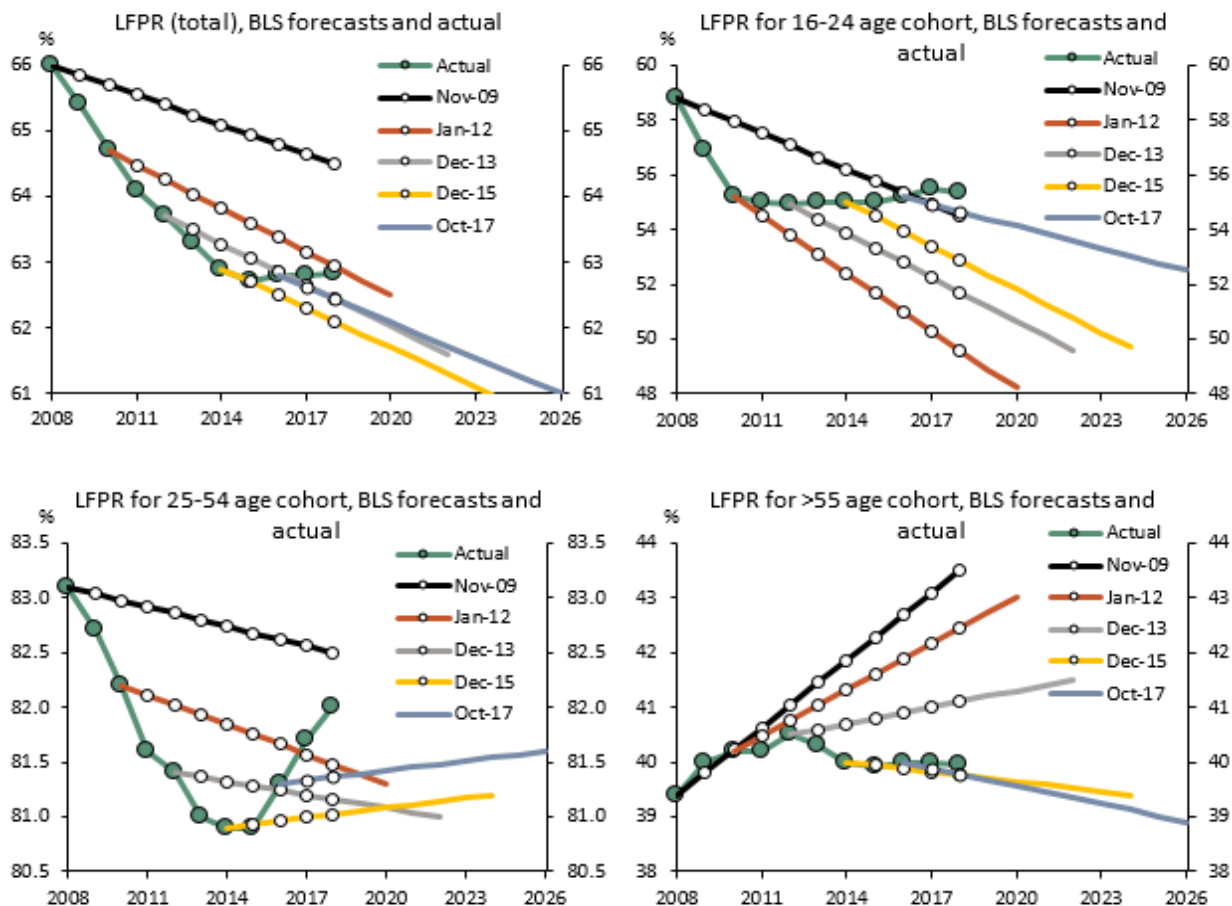 LFPR (total), BLS forecasts and actual
%
66
65
64
63
62
61
66
65
64
63
62
61
2008 2011 2014 2017 2020 2023 2026
Actual
Nov-09
Jan-12
Dec-13
Dec-15
Oct-17
LFPR for 16-24 age cohort, BLS forecasts and
actual
%
60
58
56
54
52
50
48
60
58
56
54
52
50
48
2008 2011 2014 2017 2020 2023 2026
Actual
Nov-09
Jan-12
Dec-13
Dec-15
Oct-17
LFPR for 25-54 age cohort, BLS forecasts and
actual
%
83.5
83.0
82.5
82.0
81.5
81.0
80.5
83.5
83.0
82.5
82.0
81.5
81.0
80.5
2008 2011 2014 2017 2020 2023 2026
Actual
Nov-09
Jan-12
Dec-13
Dec-15
Oct-17
LFPR for >55 age cohort, BLS forecasts and
actual
%
44
43
42
41
40
39
38
44
43
42
41
40
39
38
2008 2011 2014 2017 2020 2023 2026
Actual
Nov-09
Jan-12
Dec-13
Dec-15
Oct-17